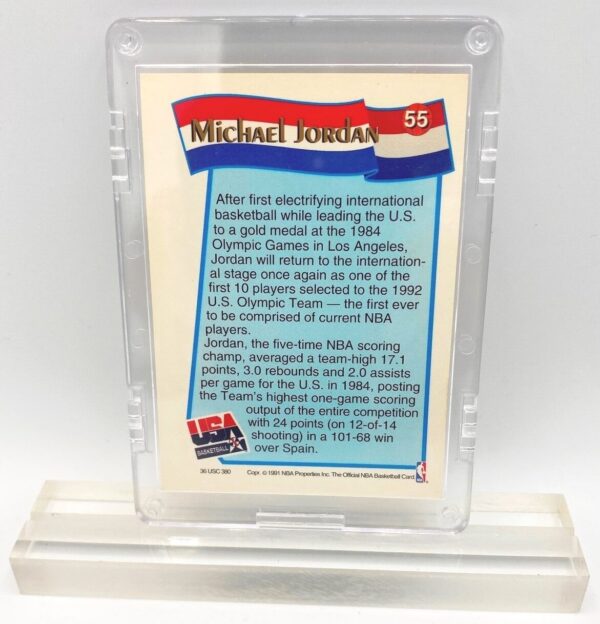 Michael Jordan 55
After first electrifying international
basketball while leading the U.S.
to a gold medal at the 1984
Olympic Games in Los Angeles,
Jordan will return to the internation-
al stage once again as one of the
first 10 players selected to the 1992
U.S. Olympic Team — the first ever
to be comprised of current NBA
players.
Jordan, the five-time NBA scoring
champ, averaged a team-high 17.1
points, 3.0 rebounds and 2.0 assists
per game for the U.S. in 1984, posting
the Team's highest one-game scoring
output of the entire competition
with 24 points (on 12-of-14
shooting) in a 101-68 win
over Spain.
USA
BASKETBALL
36 USC 380 Copr. © 1991 NBA Properties Inc. The Official NBA Basketball Card